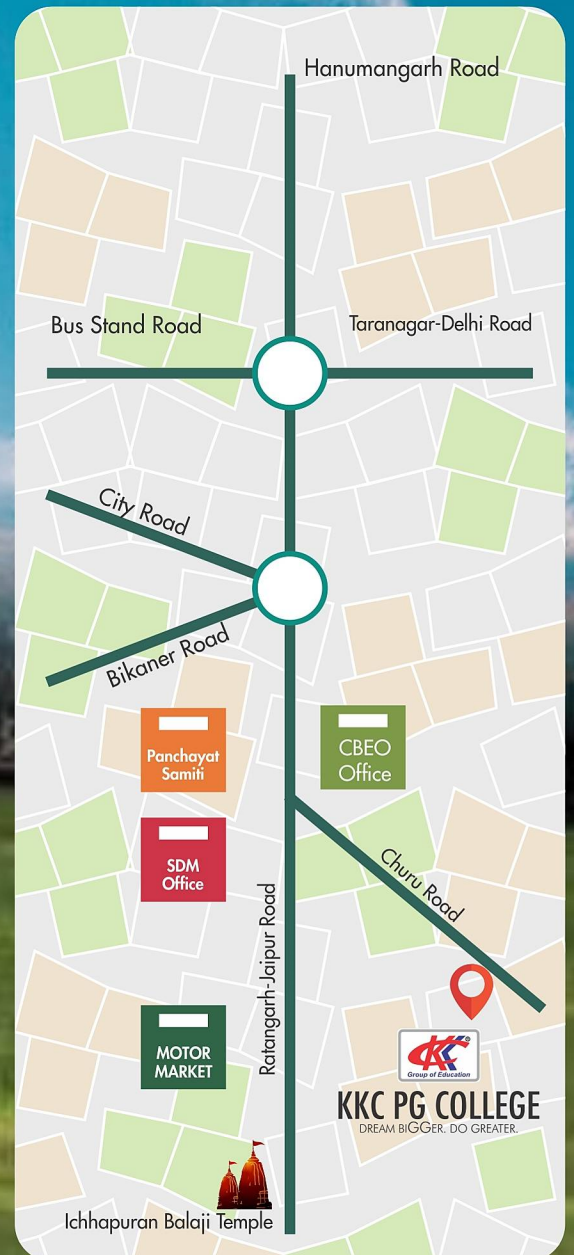 Hanumangarh Road
Bus Stand Road
Taranagar-Delhi Road
City Road
Bikaner Road
Panchayat
Samiti
CBEO
Office
SDM
Office
Churu Road
Ratangarh-Jaipur Road
MOTOR
MARKET
KKC
®
Group of Education
KKC PG COLLEGE
DREAM BIGGER. DO GREATER.
Ichhapuran Balaji Temple